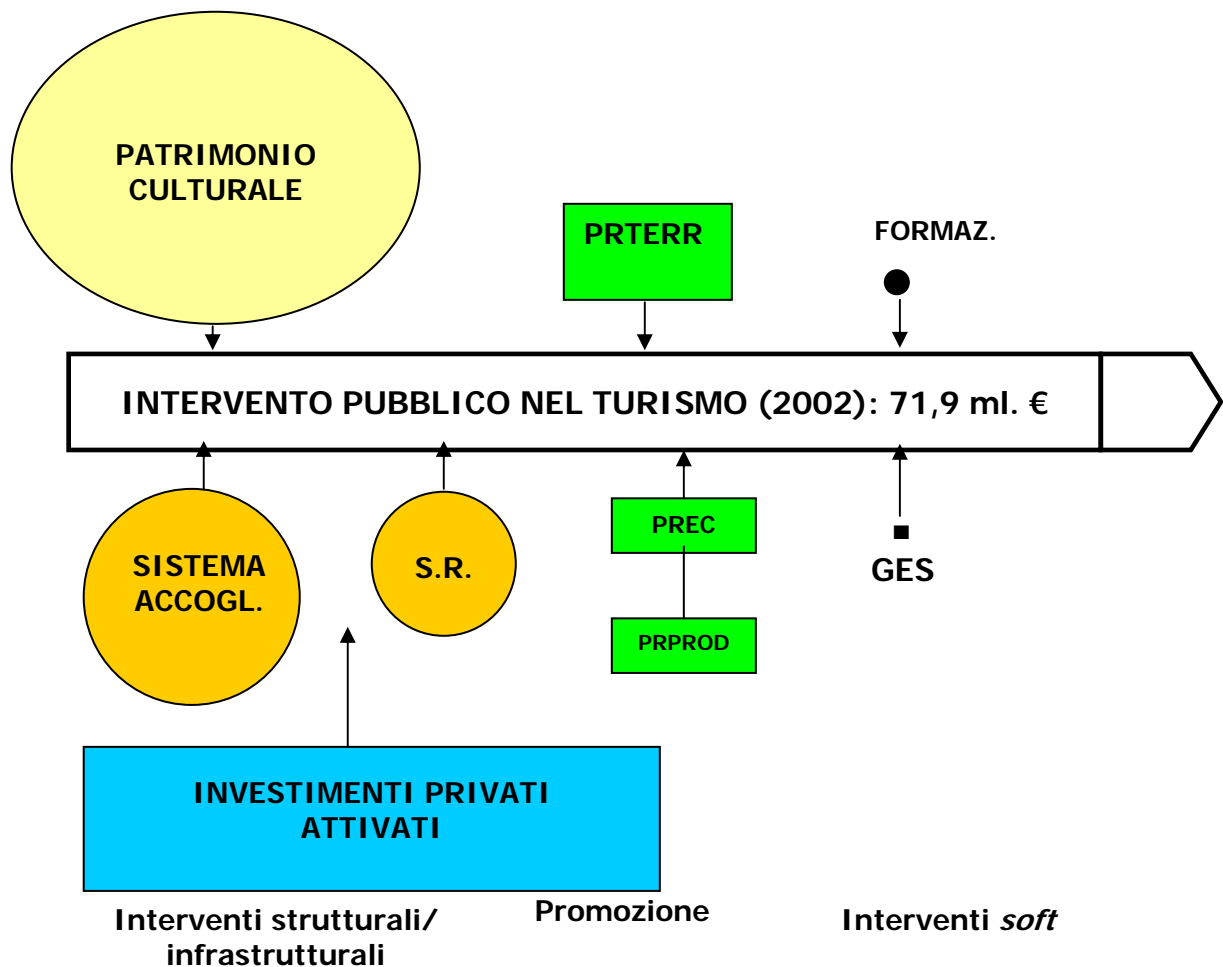 PATRIMONIO
CULTURALE
PRTERR
FORMAZ.
INTERVENTO PUBBLICO NEL TURISMO (2002): 71,9 ml. €
SISTEMA
ACCOGL.
S.R.
PREC
GES
PRPROD
INVESTIMENTI PRIVATI
ATTIVATI
Interventi strutturali/
infrastrutturali
Promozione
Interventi soft